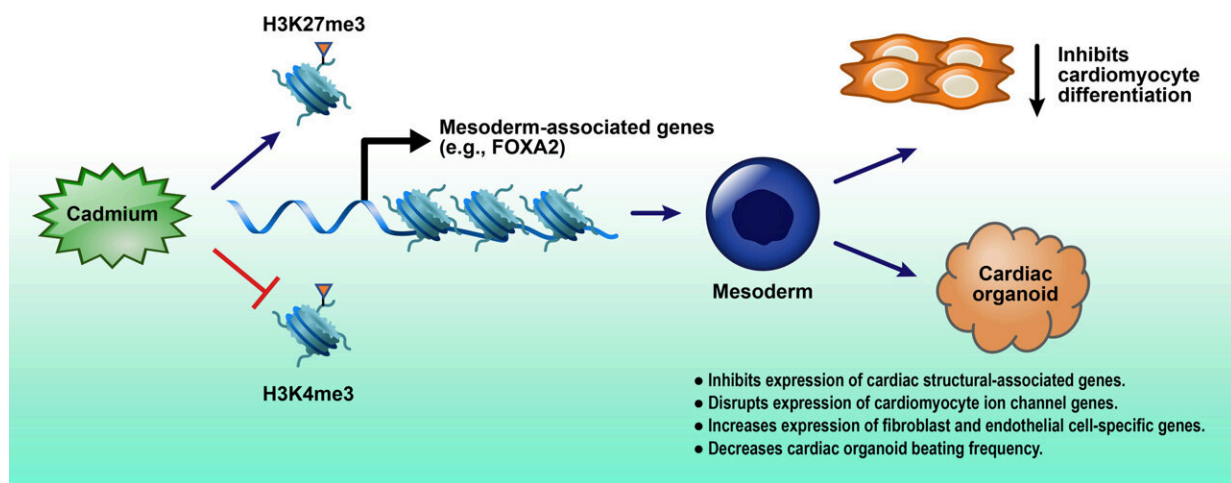 H3K27me3
Inhibits
cardiomyocyte
differentiation
Mesoderm-associated genes
(e.g., FOXA2)
Cadmium
Mesoderm
Cardiac
organoid
H3K4me3
● Inhibits expression of cardiac structural-associated genes.
● Disrupts expression of cardiomyocyte ion channel genes.
● Increases expression of fibroblast and endothelial cell-specific genes.
● Decreases cardiac organoid beating frequency.